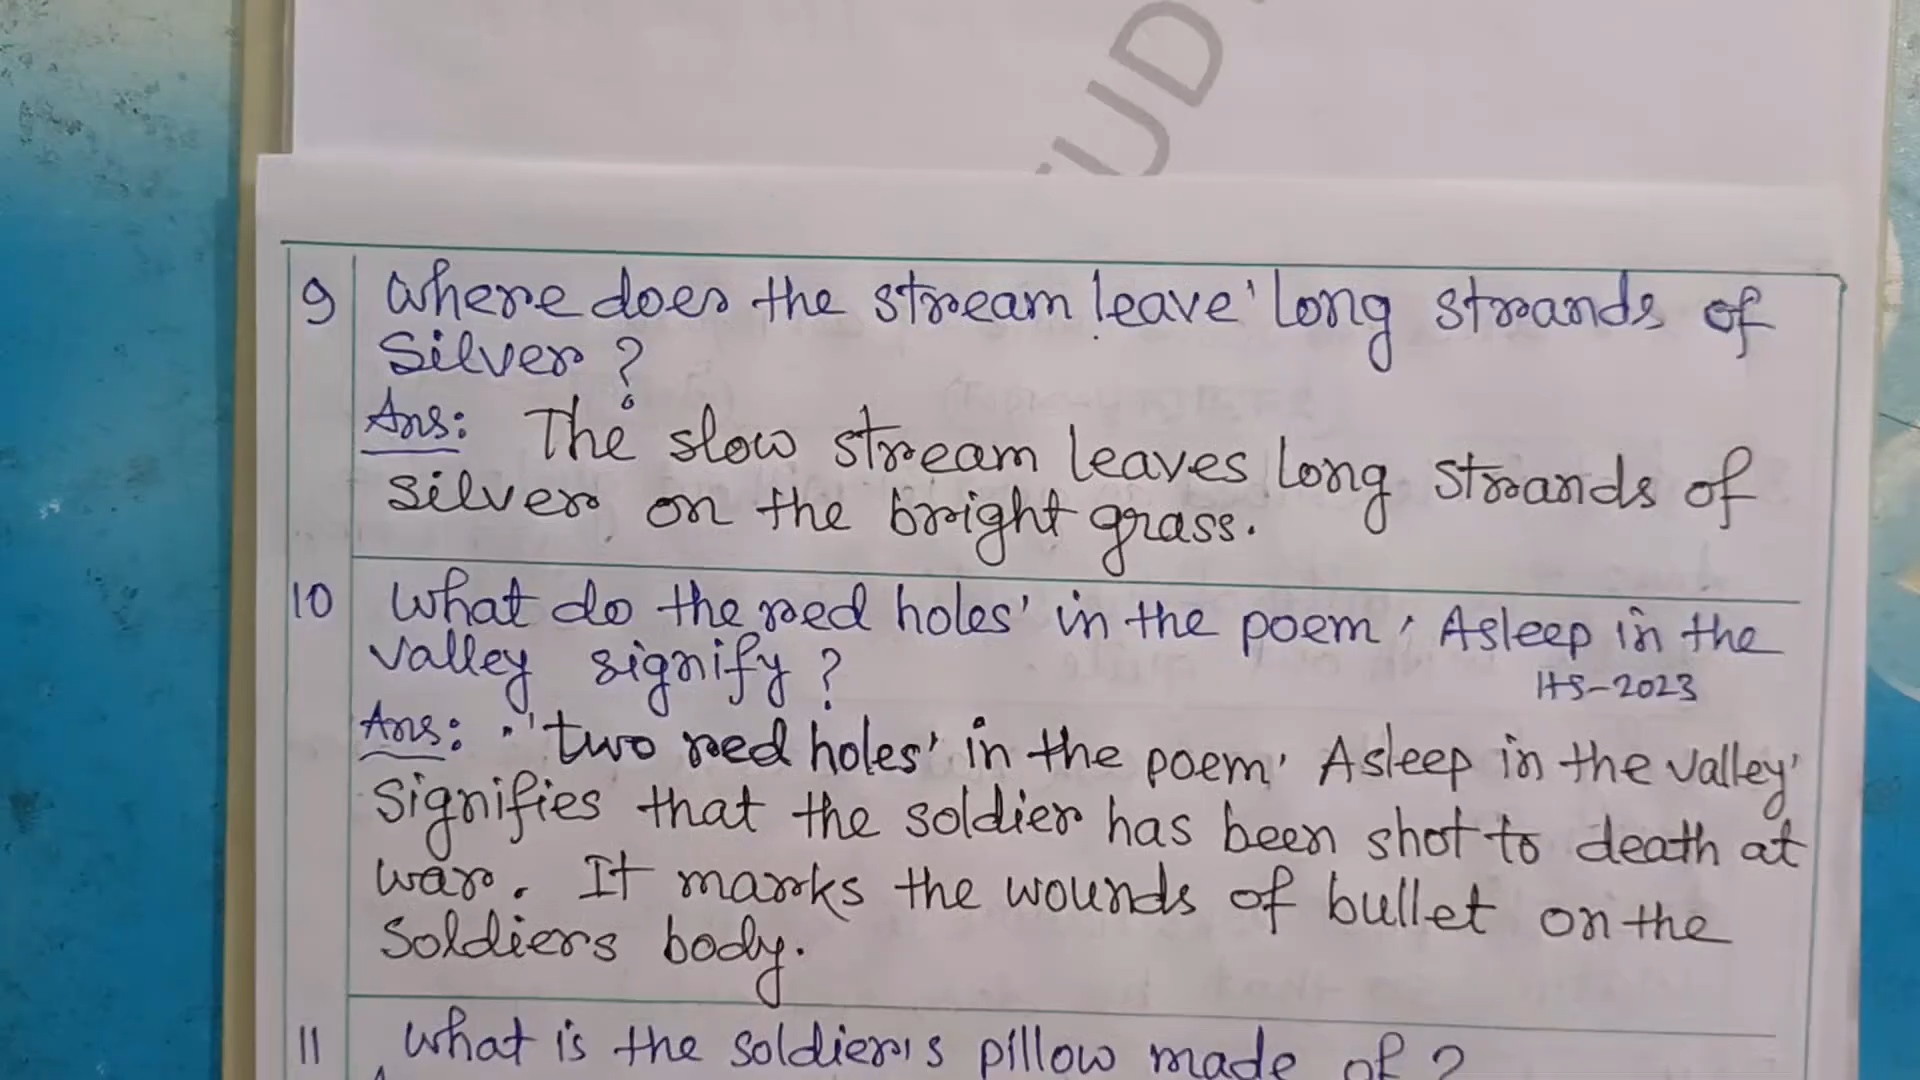 UD
9 Where does the stream leave 'long strands of
silver ?
Ans: The slow stream leaves long strands of
silver on the bright grass.
10 What do the red holes' in the poem ' Asleep in the
valley signify ?
HS-2023
Ans: 'two red holes' in the poem ' Asleep in the valley'
signifies that the soldier has been shot to death at
war. It marks the wounds of bullet on the
soldiers body.
11 What is the soldier's pillow made of ?